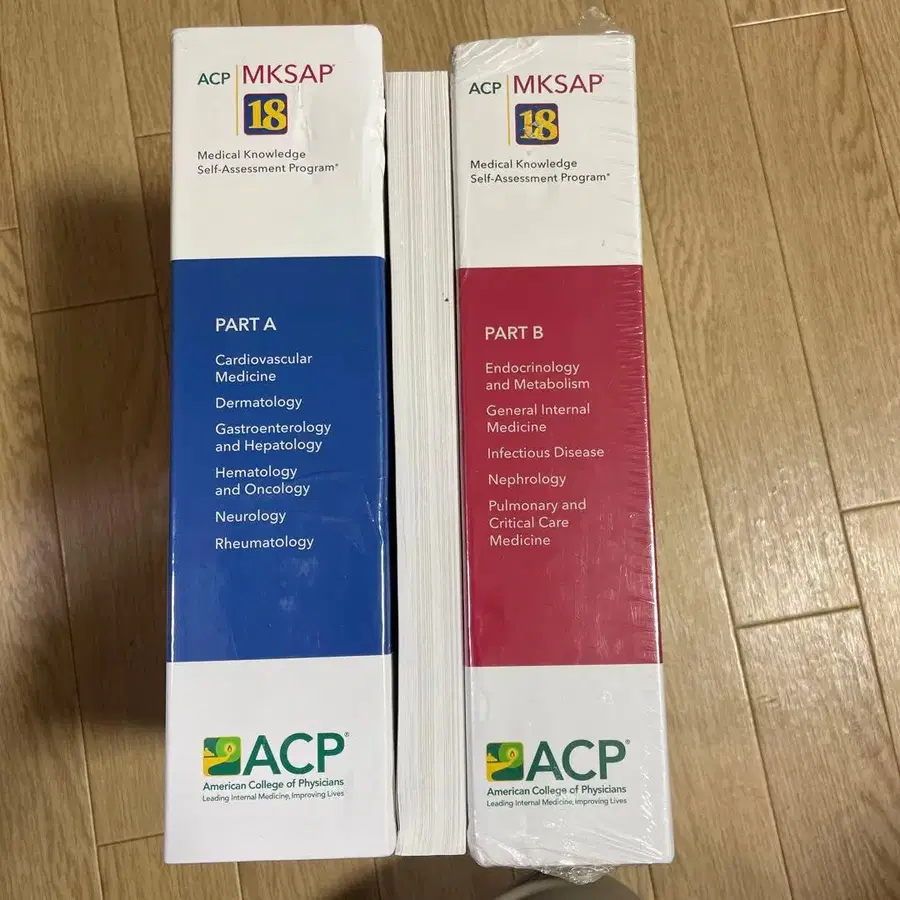 ACP MKSAP®
18
Medical Knowledge
Self-Assessment Program®
PART A
Cardiovascular
Medicine
Dermatology
Gastroenterology
and Hepatology
Hematology
and Oncology
Neurology
Rheumatology
ACP®
American College of Physicians
Leading Internal Medicine, Improving Lives
ACP MKSAP®
18
Medical Knowledge
Self-Assessment Program®
PART B
Endocrinology
and Metabolism
General Internal
Medicine
Infectious Disease
Nephrology
Pulmonary and
Critical Care
Medicine
ACP®
American College of Physicians
Leading Internal Medicine, Improving Lives